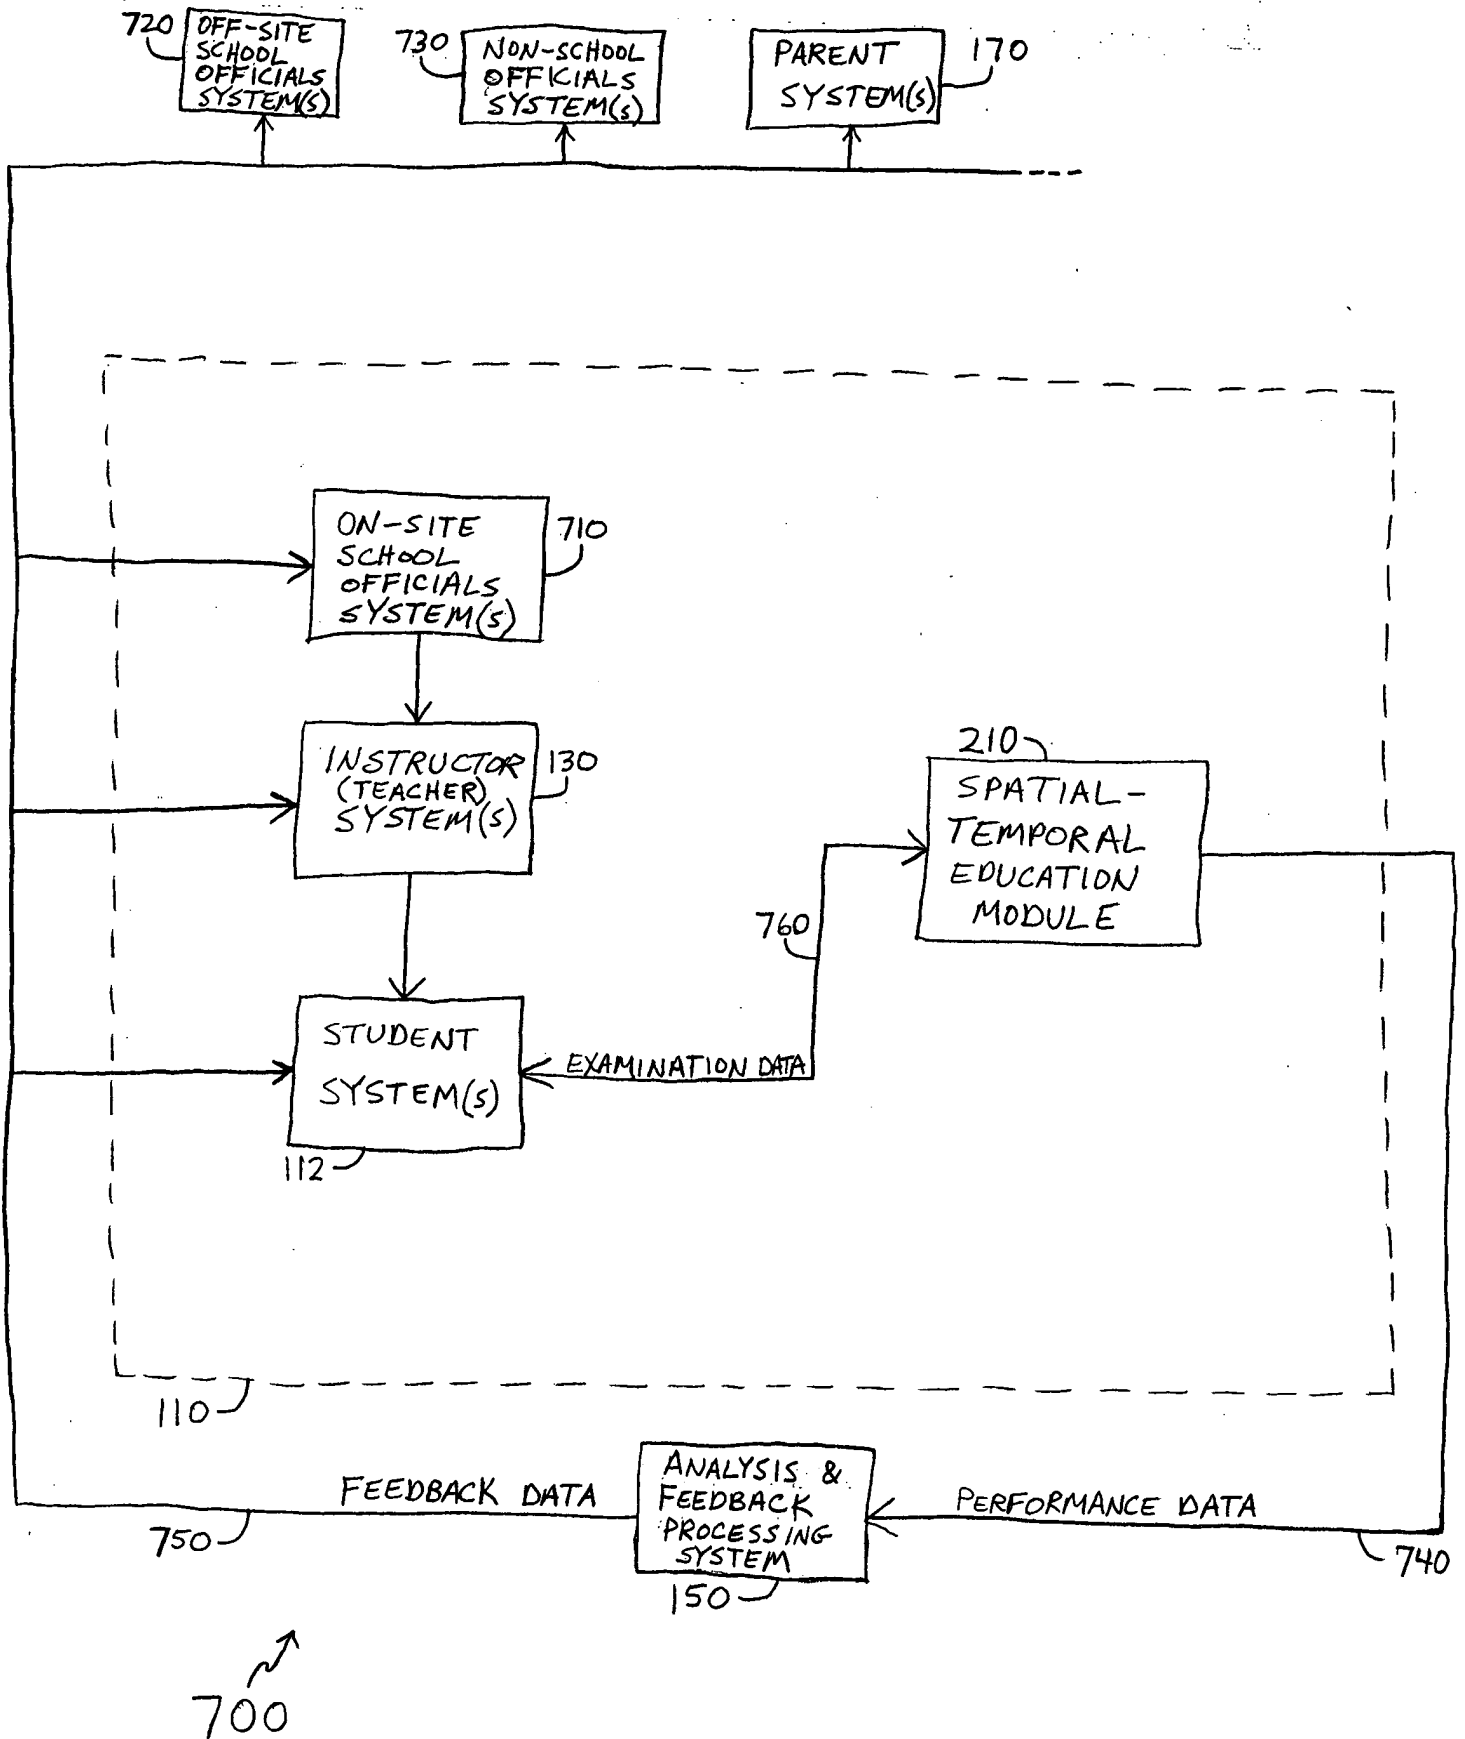 720
OFF-SITE
SCHOOL
OFFICIALS
SYSTEM(S)
730
NON-SCHOOL
OFFICIALS
SYSTEM(S)
PARENT
SYSTEM(S)
170
ON-SITE
SCHOOL
OFFICIALS
SYSTEM(S)
710
INSTRUCTOR
(TEACHER)
SYSTEM(S)
130
210
SPATIAL-
TEMPORAL
EDUCATION
MODULE
760
STUDENT
SYSTEM(S)
112
EXAMINATION DATA
110
FEEDBACK DATA
750
ANALYSIS &
FEEDBACK
PROCESSING
SYSTEM
150
PERFORMANCE DATA
740
700